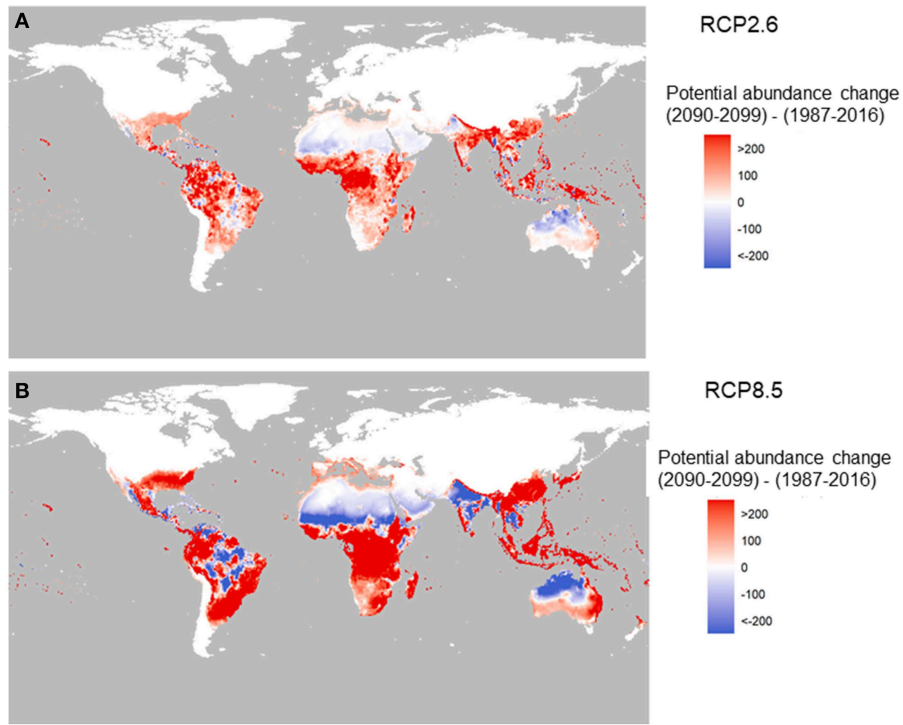 A
RCP2.6
Potential abundance change
(2090-2099) - (1987-2016)
>200
100
0
-100
<-200
B
RCP8.5
Potential abundance change
(2090-2099) - (1987-2016)
>200
100
0
-100
<-200